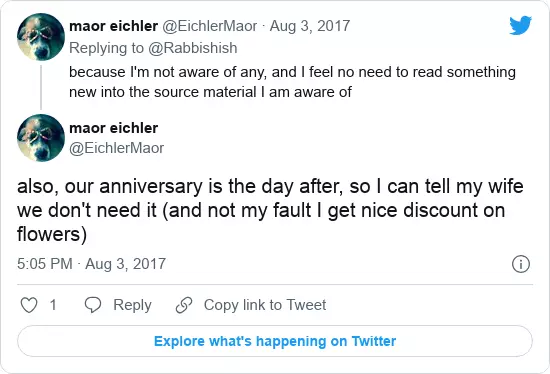 maor eichler @EichlerMaor · Aug 3, 2017
Replying to @Rabbishish
because I'm not aware of any, and I feel no need to read something
new into the source material I am aware of
maor eichler
@EichlerMaor
also, our anniversary is the day after, so I can tell my wife
we don't need it (and not my fault I get nice discount on
flowers)
5:05 PM · Aug 3, 2017
1 Reply Copy link to Tweet
Explore what's happening on Twitter